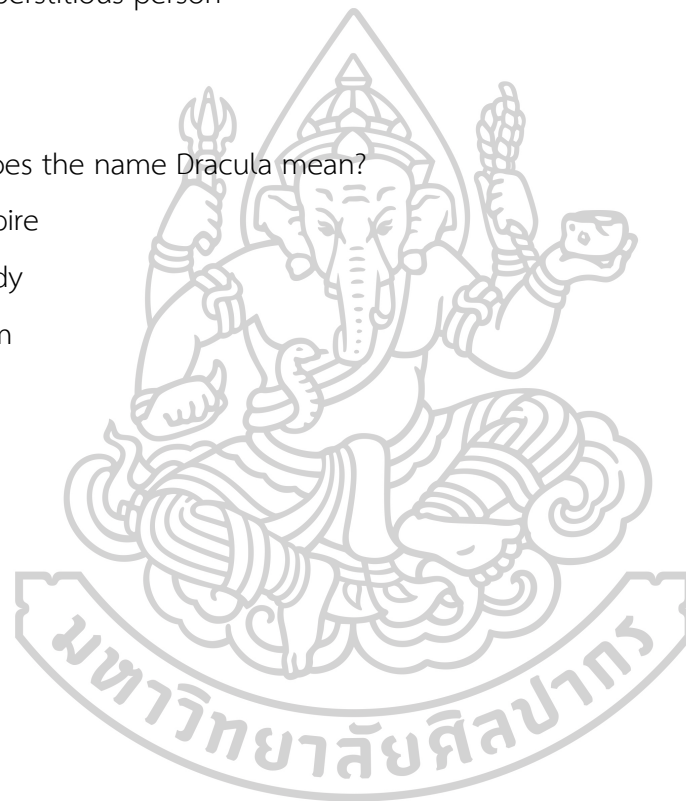 perstitious person
oes the name Dracula mean?
pire
dy
n
มหาวิทยาลัยศิลปากร